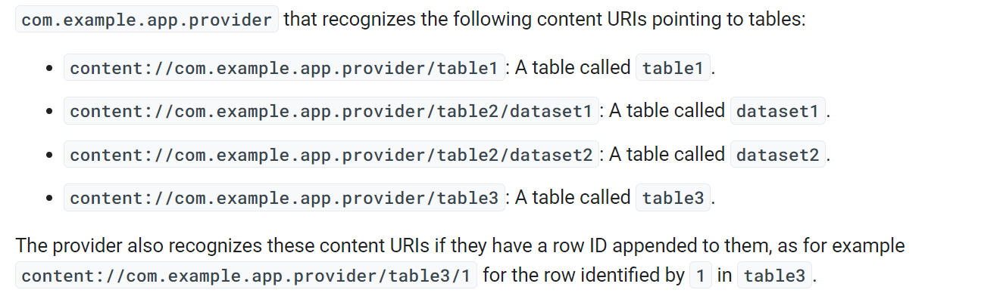 com.example.app.provider that recognizes the following content URIs pointing to tables:
• content://com.example.app.provider/table1: A table called table1.
• content://com.example.app.provider/table2/dataset1: A table called dataset1.
• content://com.example.app.provider/table2/dataset2: A table called dataset2.
• content://com.example.app.provider/table3: A table called table3.
The provider also recognizes these content URIs if they have a row ID appended to them, as for example
content://com.example.app.provider/table3/1 for the row identified by 1 in table3.